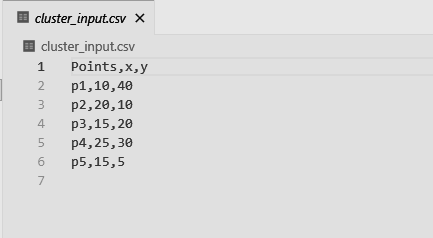 cluster_input.csv
cluster_input.csv
1 Points,x,y
2 p1,10,40
3 p2,20,10
4 p3,15,20
5 p4,25,30
6 p5,15,5
7